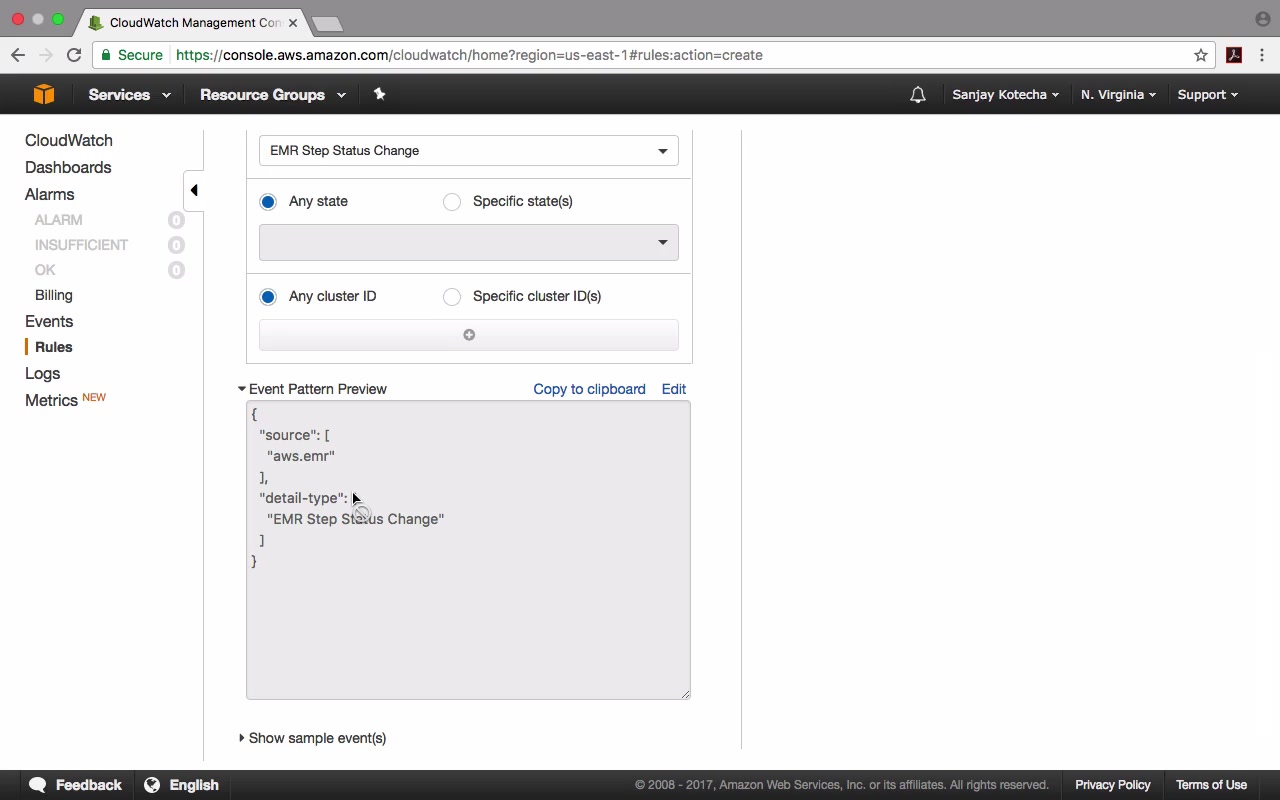 CloudWatch Management Con
Secure https://console.aws.amazon.com/cloudwatch/home?region=us-east-1#rules:action=create
Services Resource Groups Sanjay Kotecha N. Virginia Support
CloudWatch
Dashboards
Alarms
ALARM 0
INSUFFICIENT 0
OK 0
Billing
Events
Rules
Logs
Metrics NEW
EMR Step Status Change
Any state Specific state(s)
Any cluster ID Specific cluster ID(s)
Event Pattern Preview Copy to clipboard Edit
{
"source": [
"aws.emr"
],
"detail-type":
"EMR Step Status Change"
]
}
Show sample event(s)
Feedback English © 2008 - 2017, Amazon Web Services, Inc. or its affiliates. All rights reserved. Privacy Policy Terms of Use